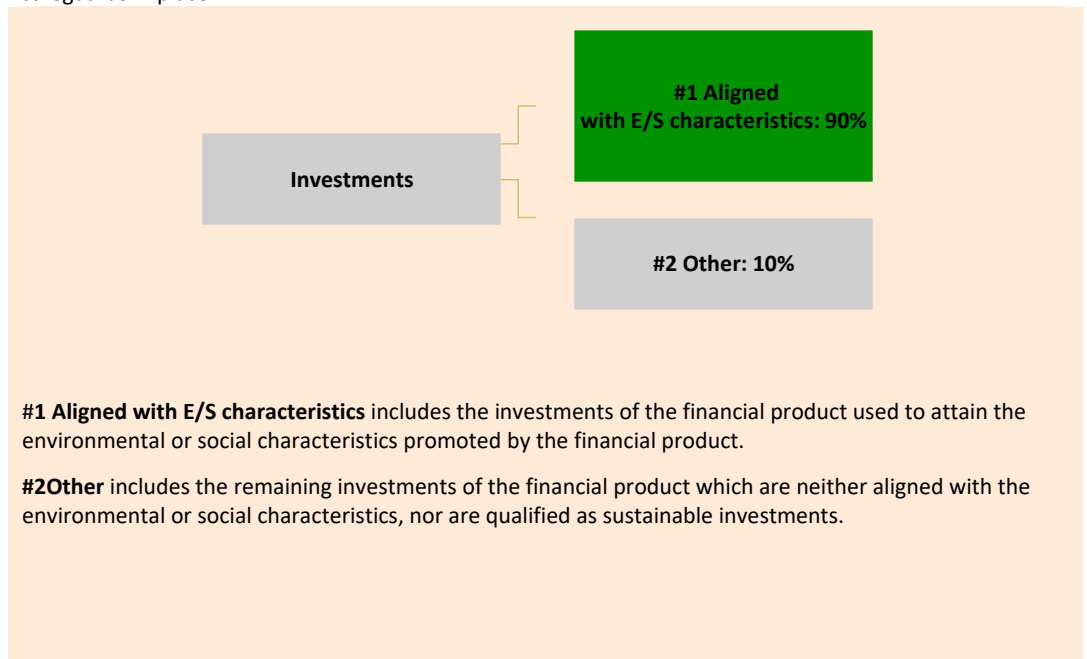 #1 Aligned
with E/S characteristics: 90%
Investments
#2 Other: 10%
#1 Aligned with E/S characteristics includes the investments of the financial product used to attain the
environmental or social characteristics promoted by the financial product.
#2Other includes the remaining investments of the financial product which are neither aligned with the
environmental or social characteristics, nor are qualified as sustainable investments.